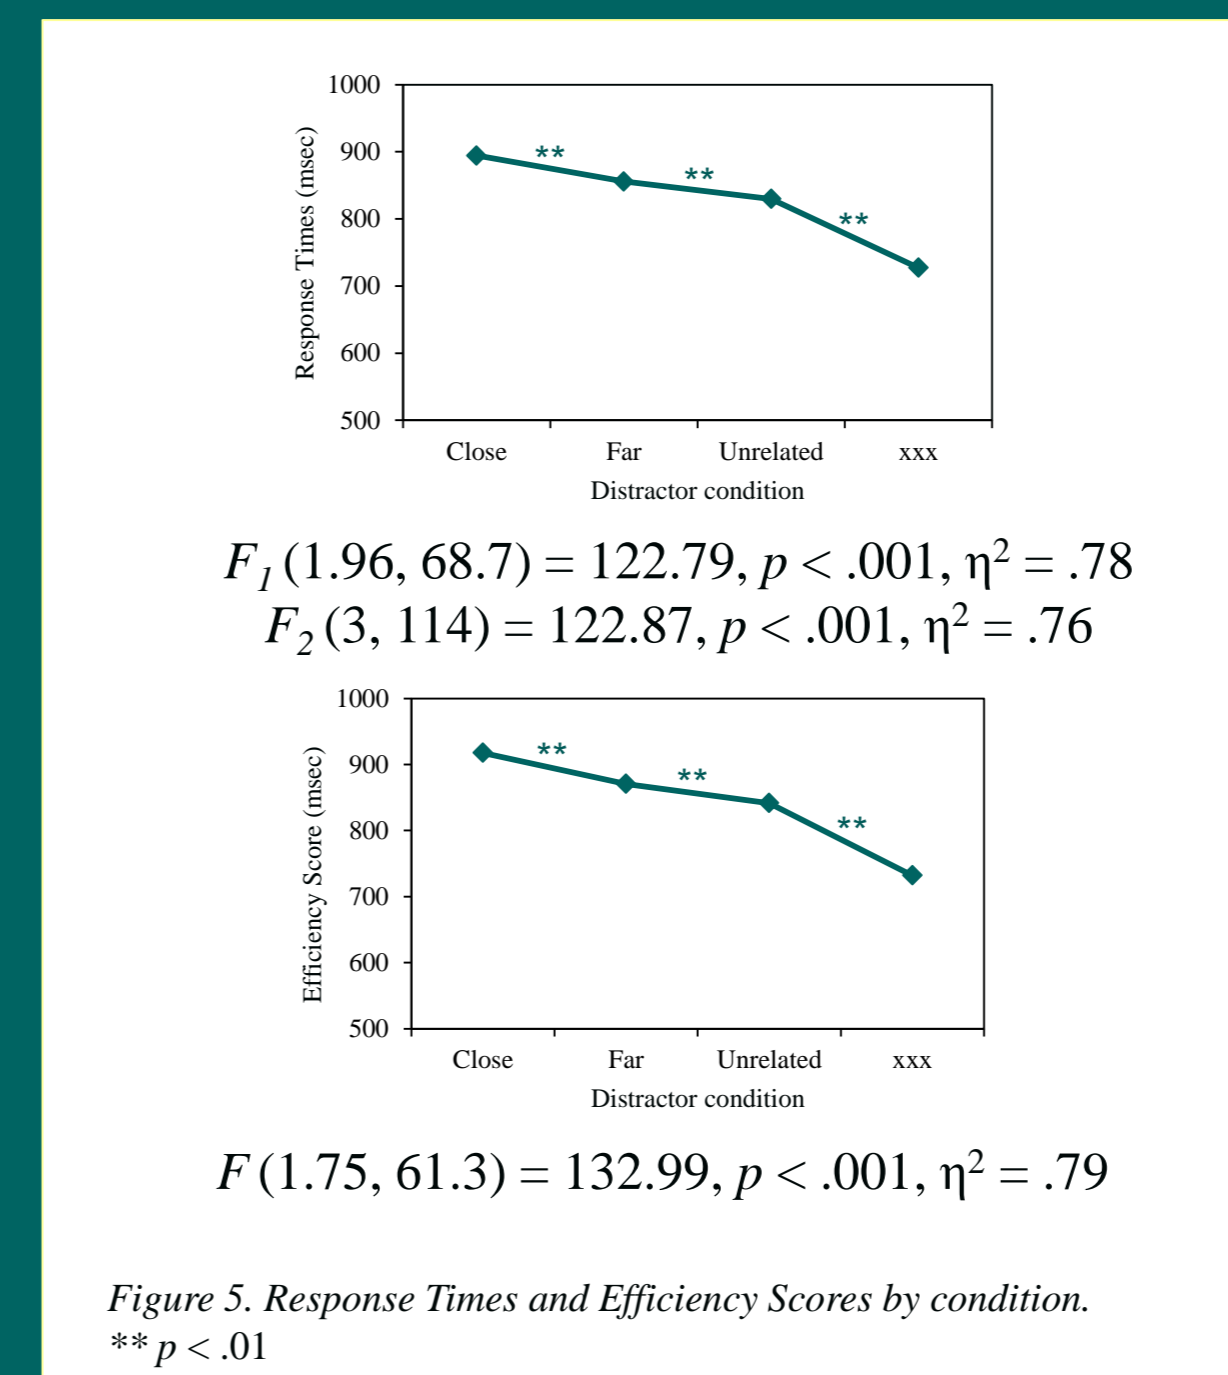 1000
900
800
700
600
500
Response Times (msec)
** ** **
Close Far Unrelated xxx
Distractor condition
F₁ (1.96, 68.7) = 122.79, p < .001, η² = .78
F₂ (3, 114) = 122.87, p < .001, η² = .76
1000
900
800
700
600
500
Efficiency Score (msec)
** ** **
Close Far Unrelated xxx
Distractor condition
F (1.75, 61.3) = 132.99, p < .001, η² = .79
Figure 5. Response Times and Efficiency Scores by condition.
** p < .01